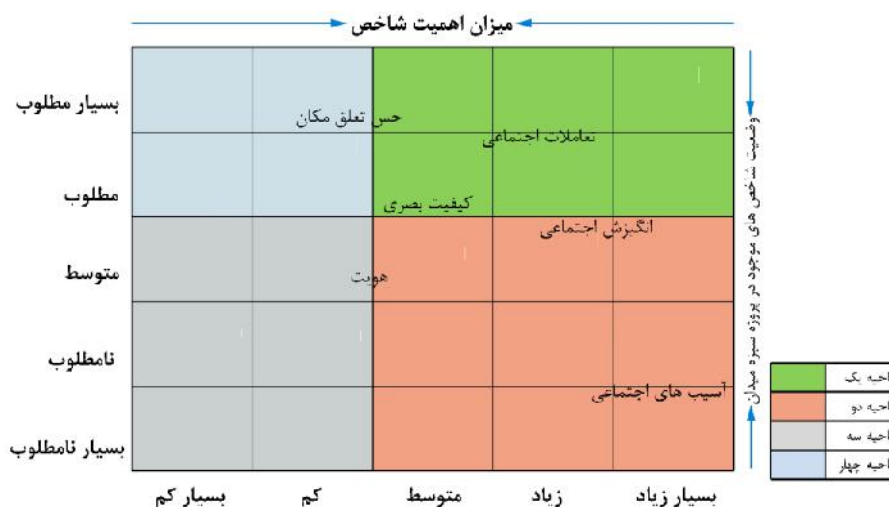 میزان اهمیت شاخص
بسیار مطلوب
مطلوب
متوسط
نامطلوب
بسیار نامطلوب
حس تعلق مکان
تعاملات اجتماعی
کیفیت بصری
انگیزش اجتماعی
هویت
آسیب های اجتماعی
وضعیت شاخص های موجود در پروژه سبزه میدان
بسیار کم
کم
متوسط
زیاد
بسیار زیاد
احیه یک
احیه دو
احیه سه
احیه چهار